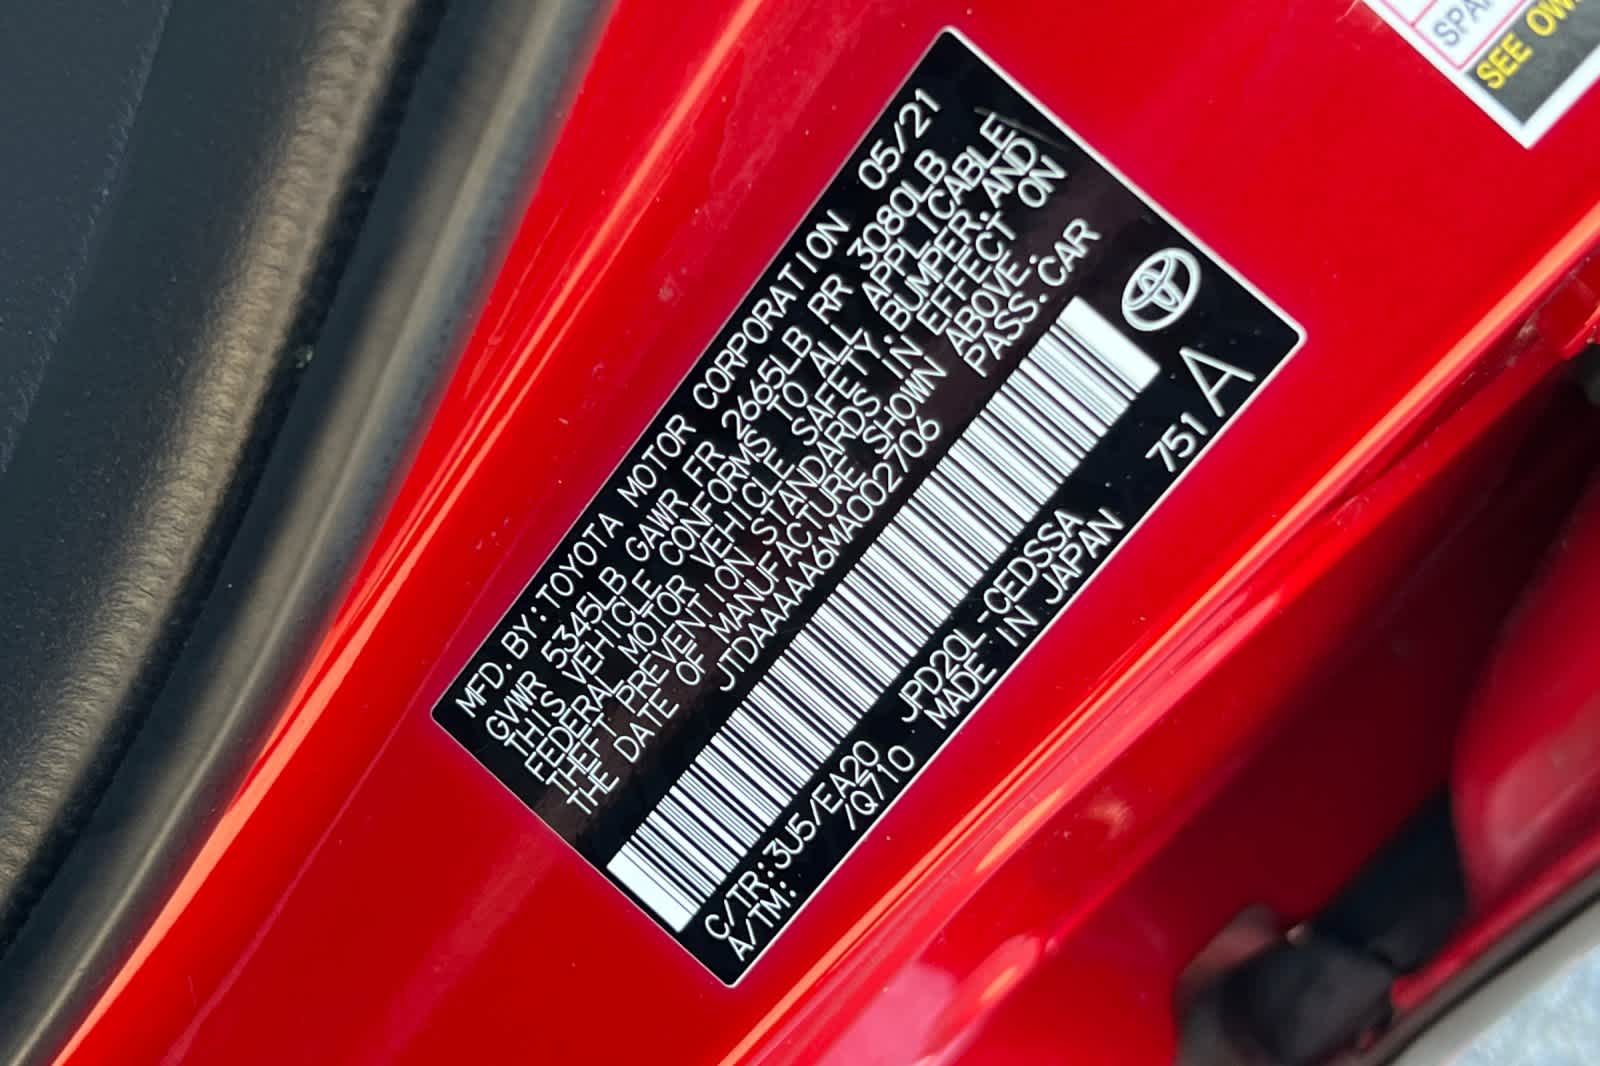 MFD.BY:TOYOTA MOTOR CORPORATION 05/21
GVWR 5345LB GAWR FR 2665LB RR 3080LB
THIS VEHICLE CONFORMS TO ALL APPLICABLE
FEDERAL MOTOR VEHICLE SAFETY, BUMPER, AND
THEFT PREVENTION STANDARDS IN EFFECT ON
THE DATE OF MANUFACTURE SHOWN ABOVE.
JTDAAAAA6MA002706 PASS.CAR
C/TR:3U5/EA20 JPD20L-CEDSSA 751 A
A/TM: /Q710 MADE IN JAPAN
SEE